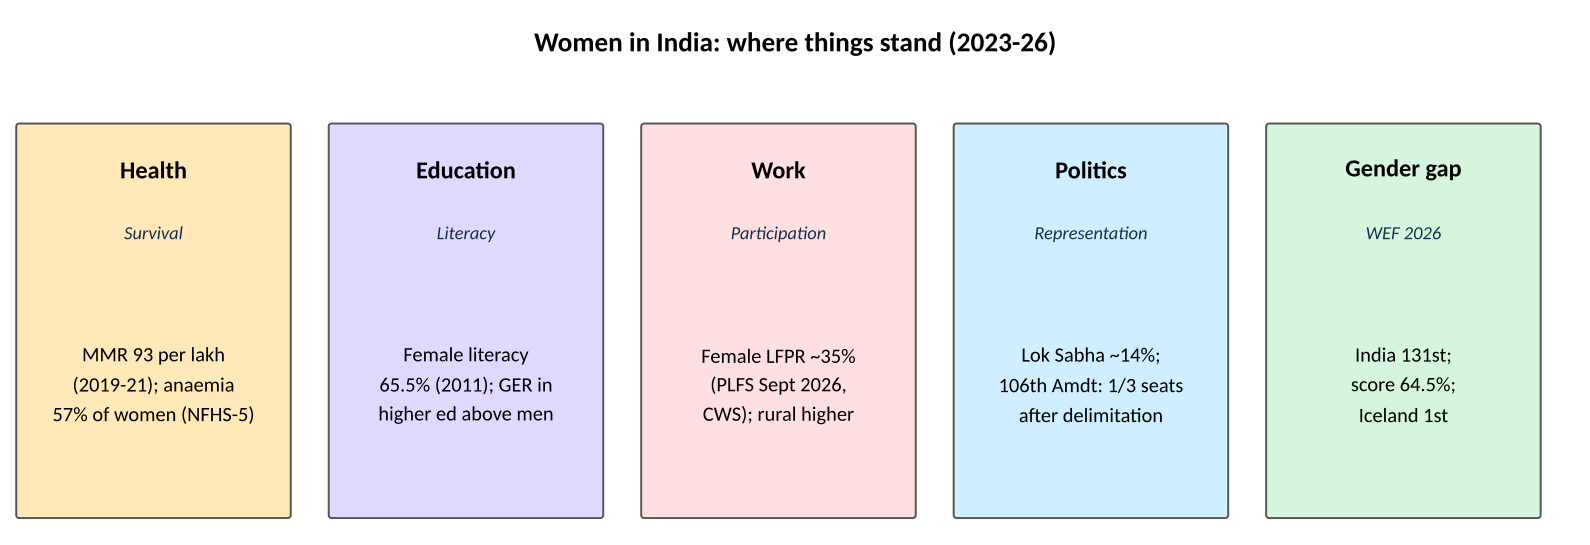 Women in India: where things stand (2023-26)
Health
Survival
MMR 93 per lakh
(2019-21); anaemia
57% of women (NFHS-5)
Education
Literacy
Female literacy
65.5% (2011); GER in
higher ed above men
Work
Participation
Female LFPR ~35%
(PLFS Sept 2026,
CWS); rural higher
Politics
Representation
Lok Sabha ~14%;
106th Amdt: 1/3 seats
after delimitation
Gender gap
WEF 2026
India 131st;
score 64.5%;
Iceland 1st